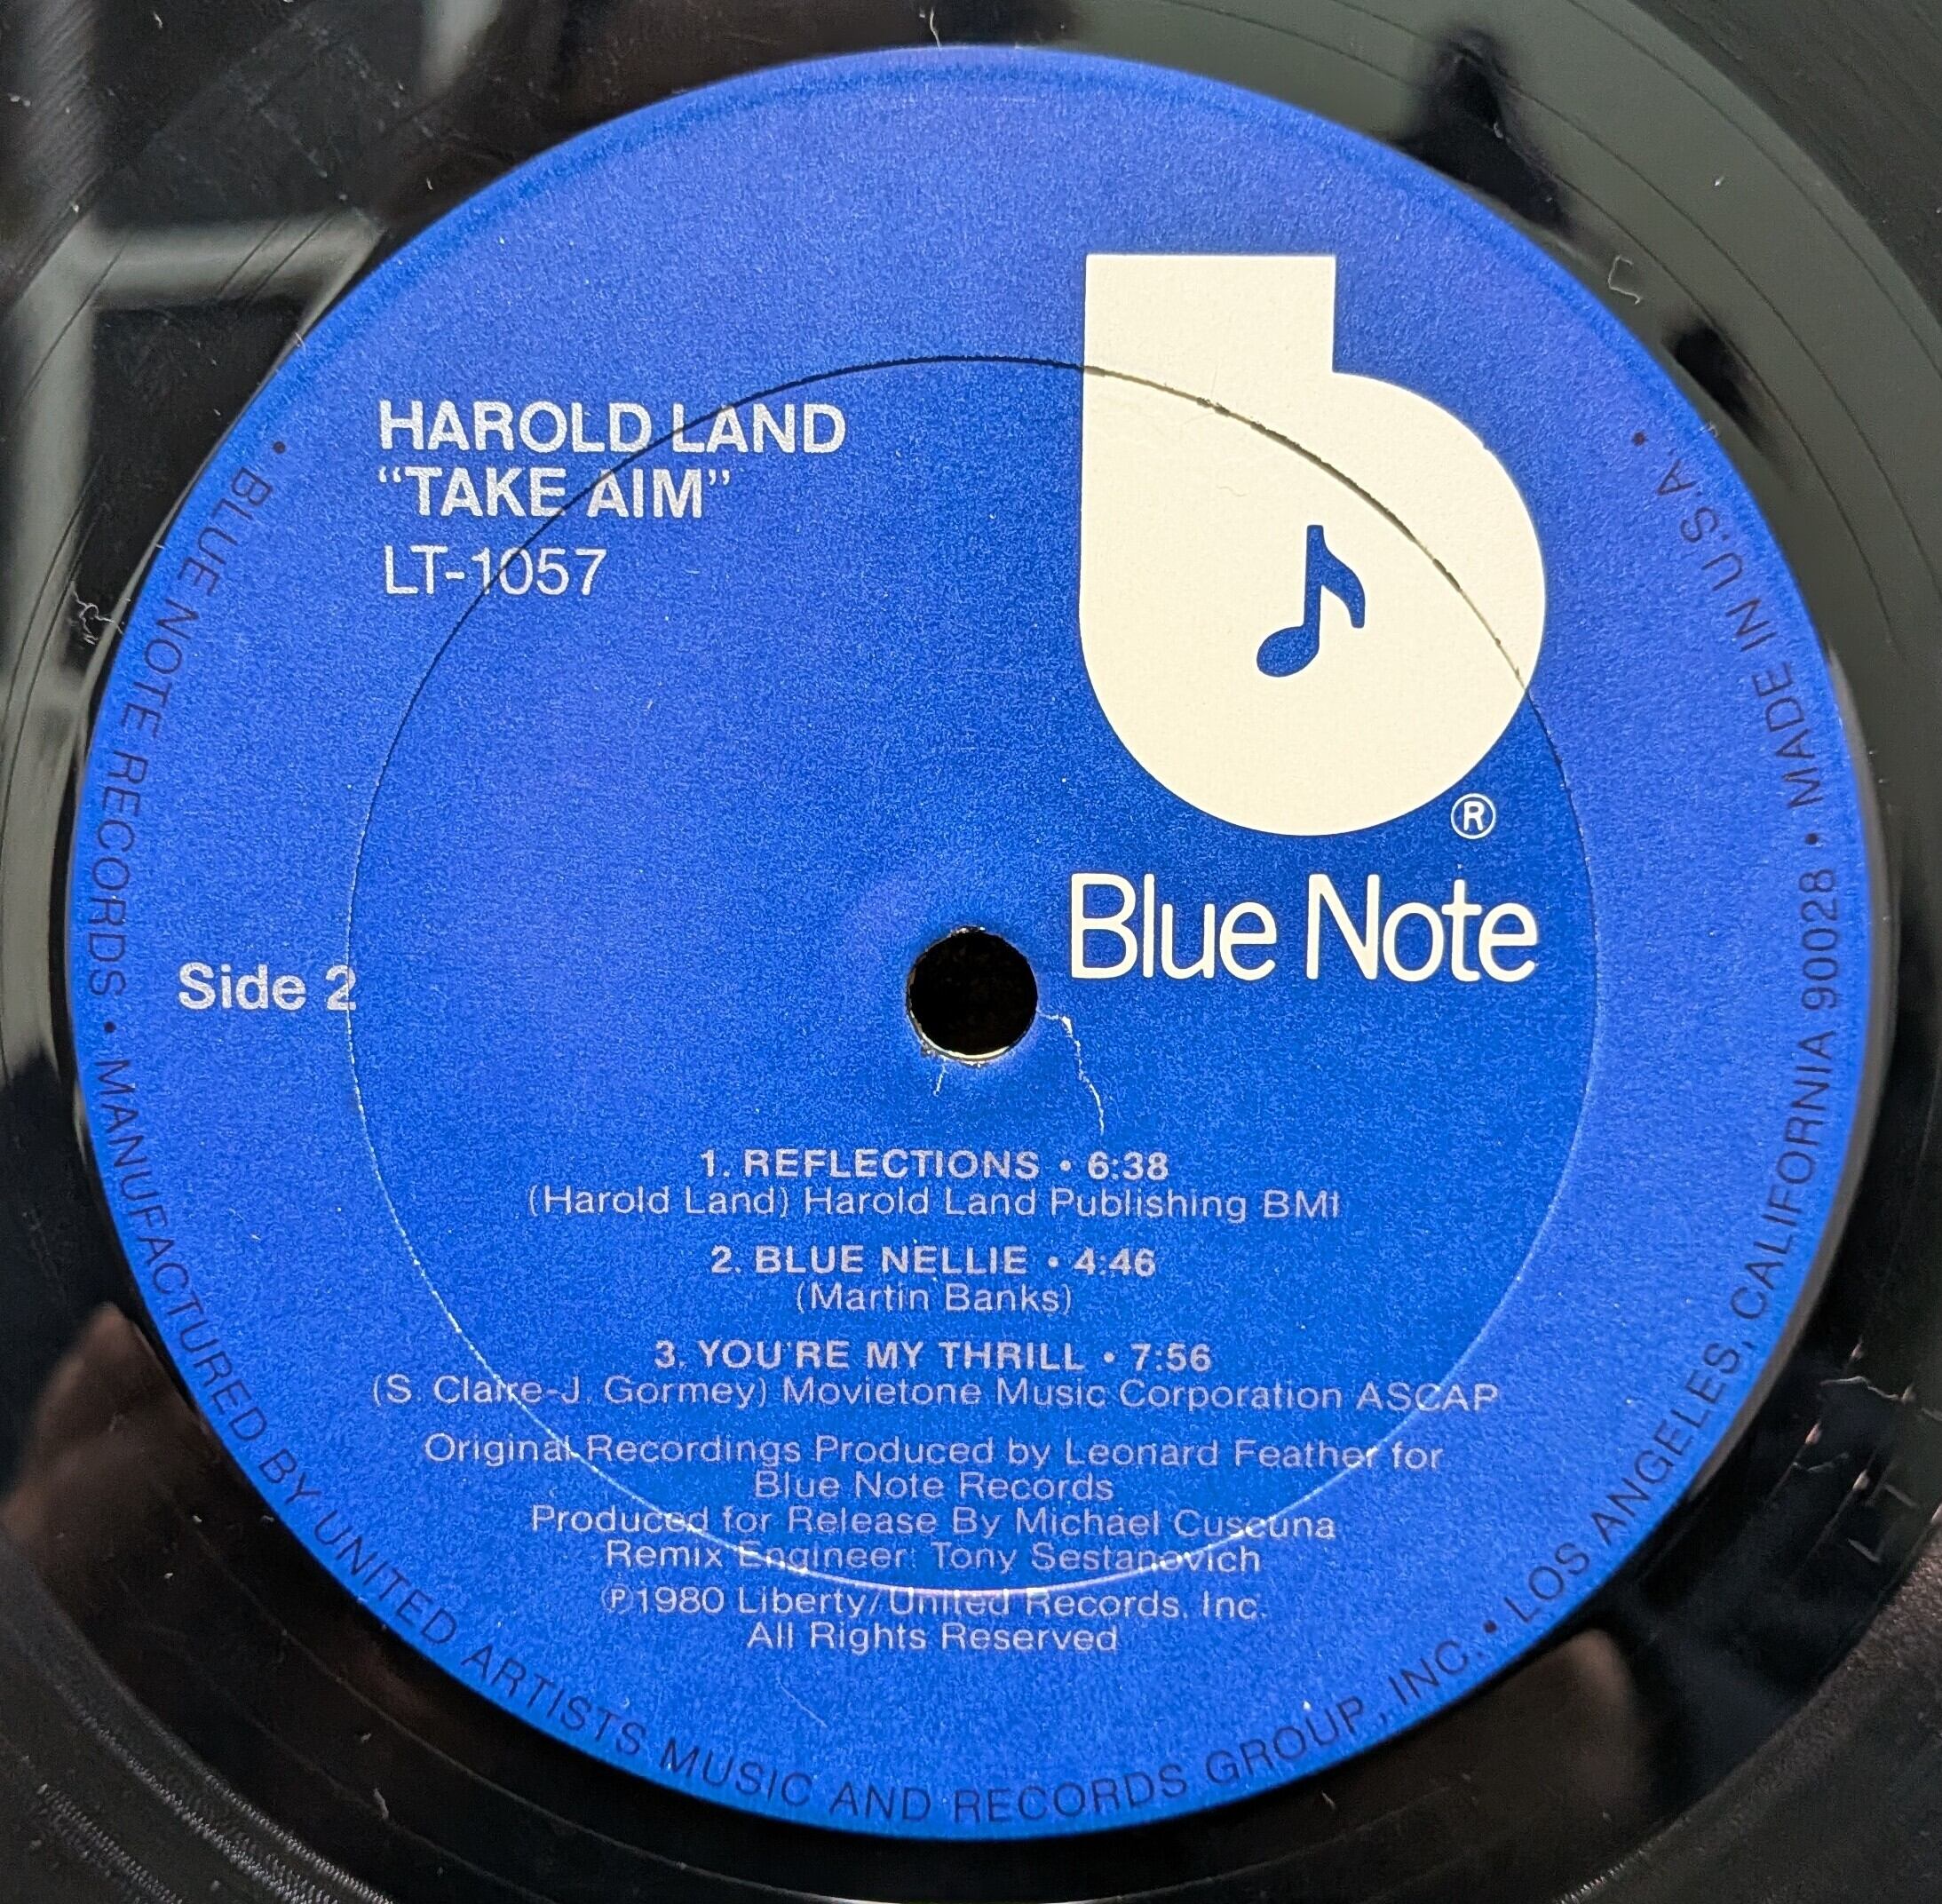 HAROLD LAND
“TAKE AIM”
LT-1057
®
Blue Note
Side 2
1. REFLECTIONS • 6:38
(Harold Land) Harold Land Publishing BMI
2. BLUE NELLIE • 4:46
(Martin Banks)
3. YOU'RE MY THRILL • 7:56
(S. Claire-J. Gormey) Movietone Music Corporation ASCAP
Original Recordings Produced by Leonard Feather for
Blue Note Records
Produced for Release By Michael Cuscuna
Remix Engineer: Tony Sestanovich
℗1980 Liberty/United Records, Inc.
All Rights Reserved
• BLUE NOTE RECORDS • MANUFACTURED BY UNITED ARTISTS MUSIC AND RECORDS GROUP, INC. • LOS ANGELES, CALIFORNIA 90028 • MADE IN U.S.A. •